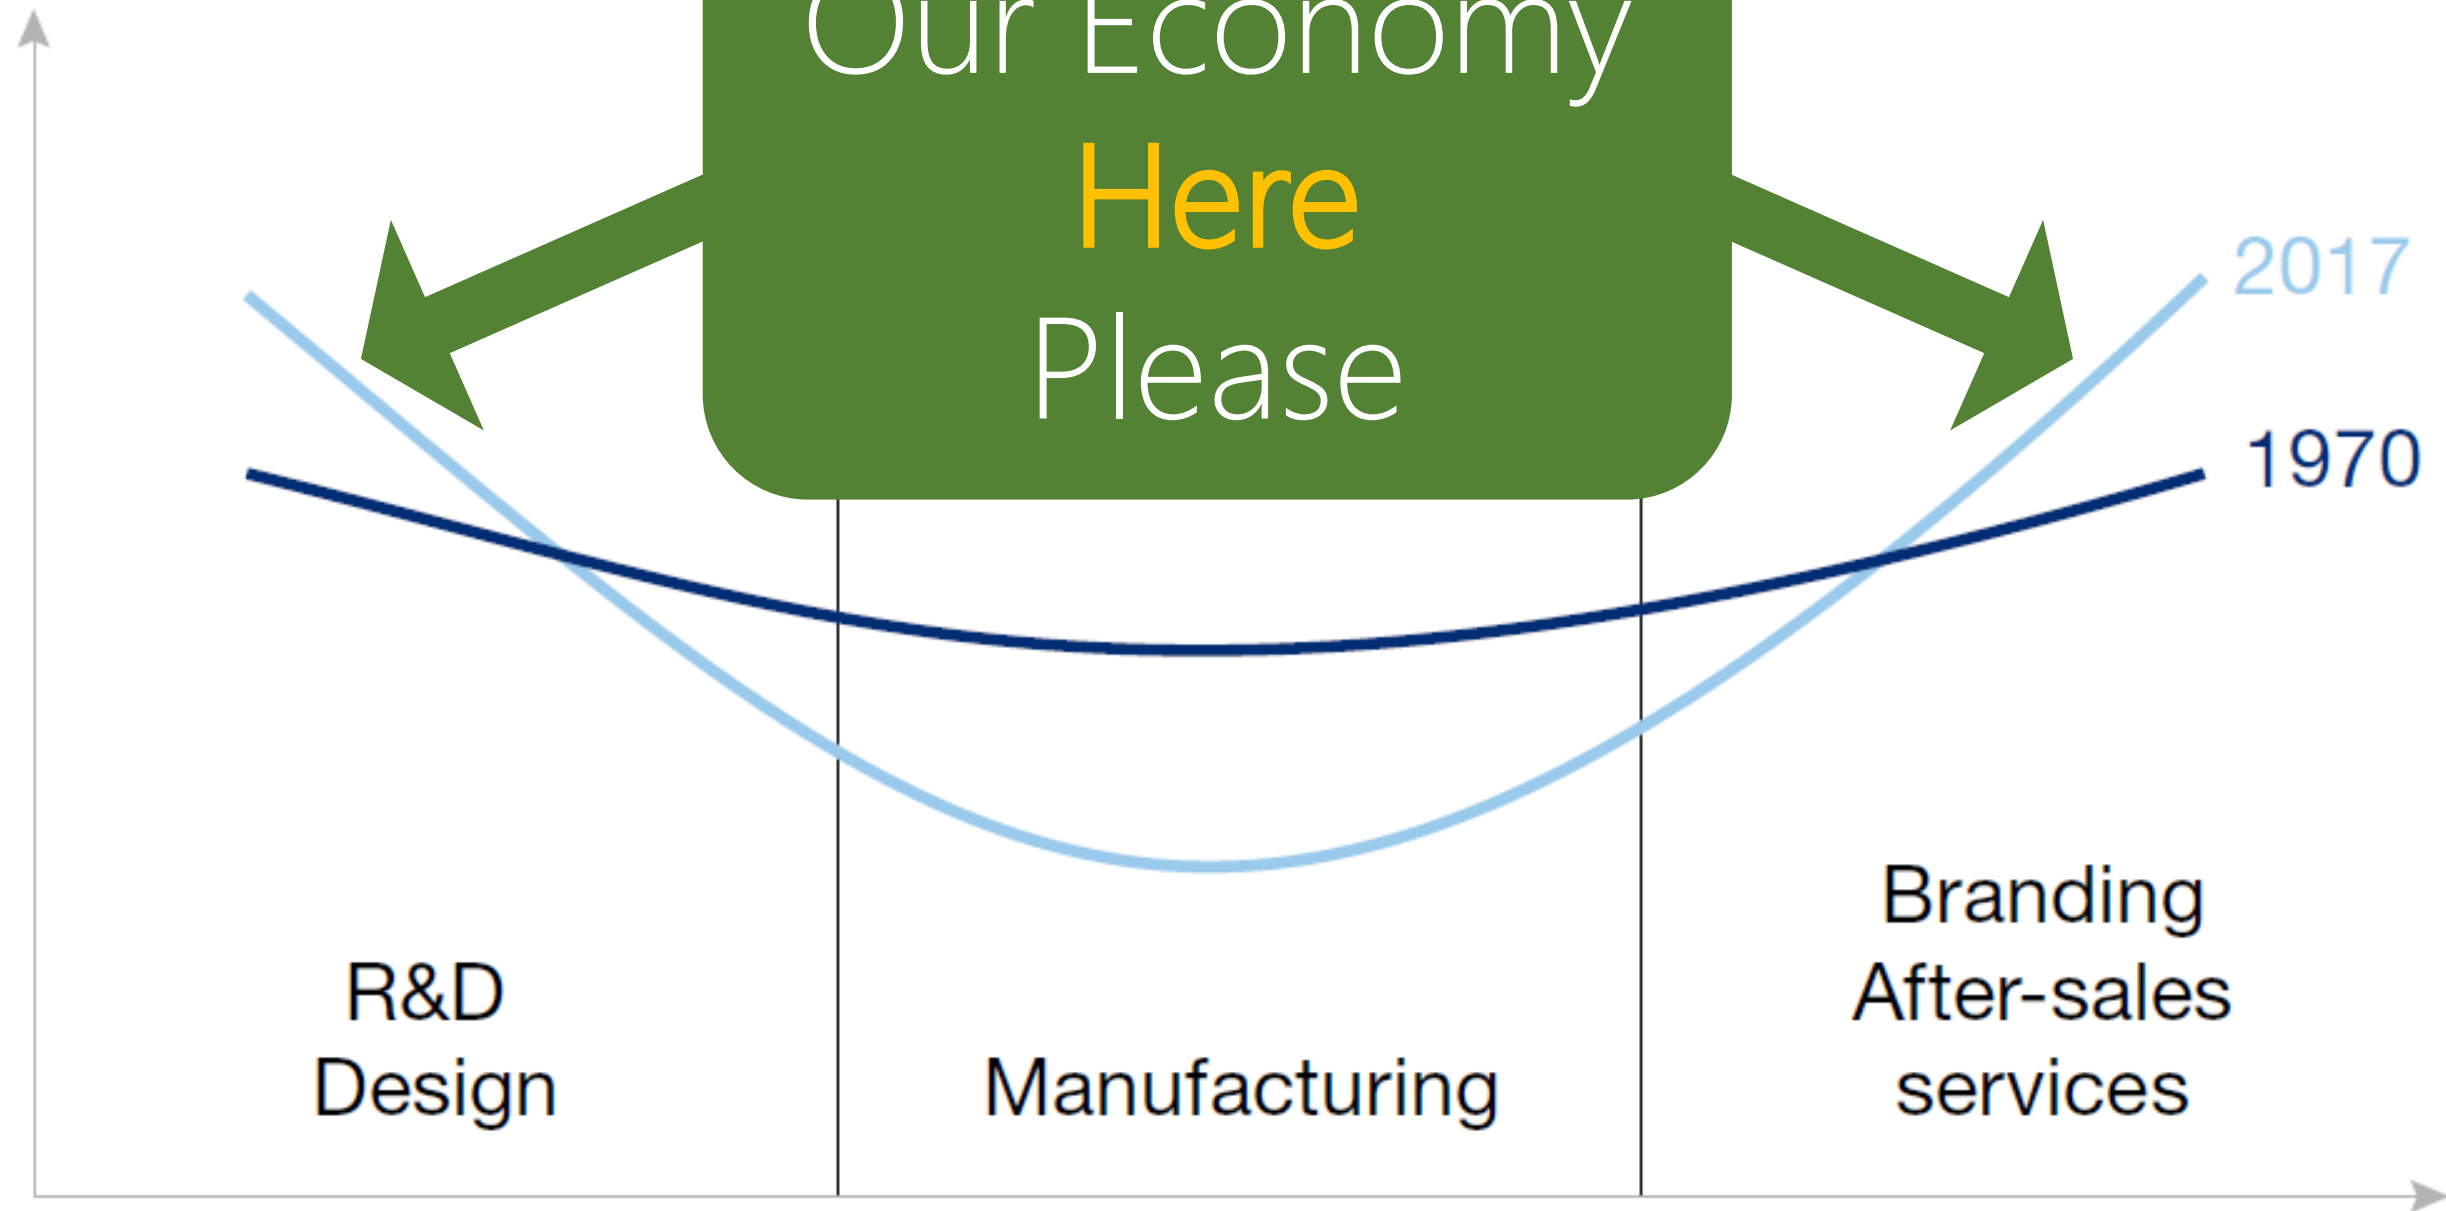 Our Economy
Here
Please
2017
1970
R&D
Design
Manufacturing
Branding
After-sales
services